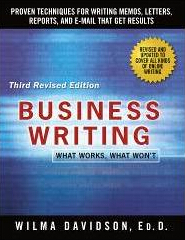 PROVEN TECHNIQUES FOR WRITING MEMOS, LETTERS,
REPORTS, AND E-MAIL THAT GET RESULTS
REVISED AND
UPDATED TO
COVER ALL KINDS
OF ONLINE
WRITING
Third Revised Edition
BUSINESS
WRITING
WHAT WORKS, WHAT WON'T
WILMA DAVIDSON, ED.D.